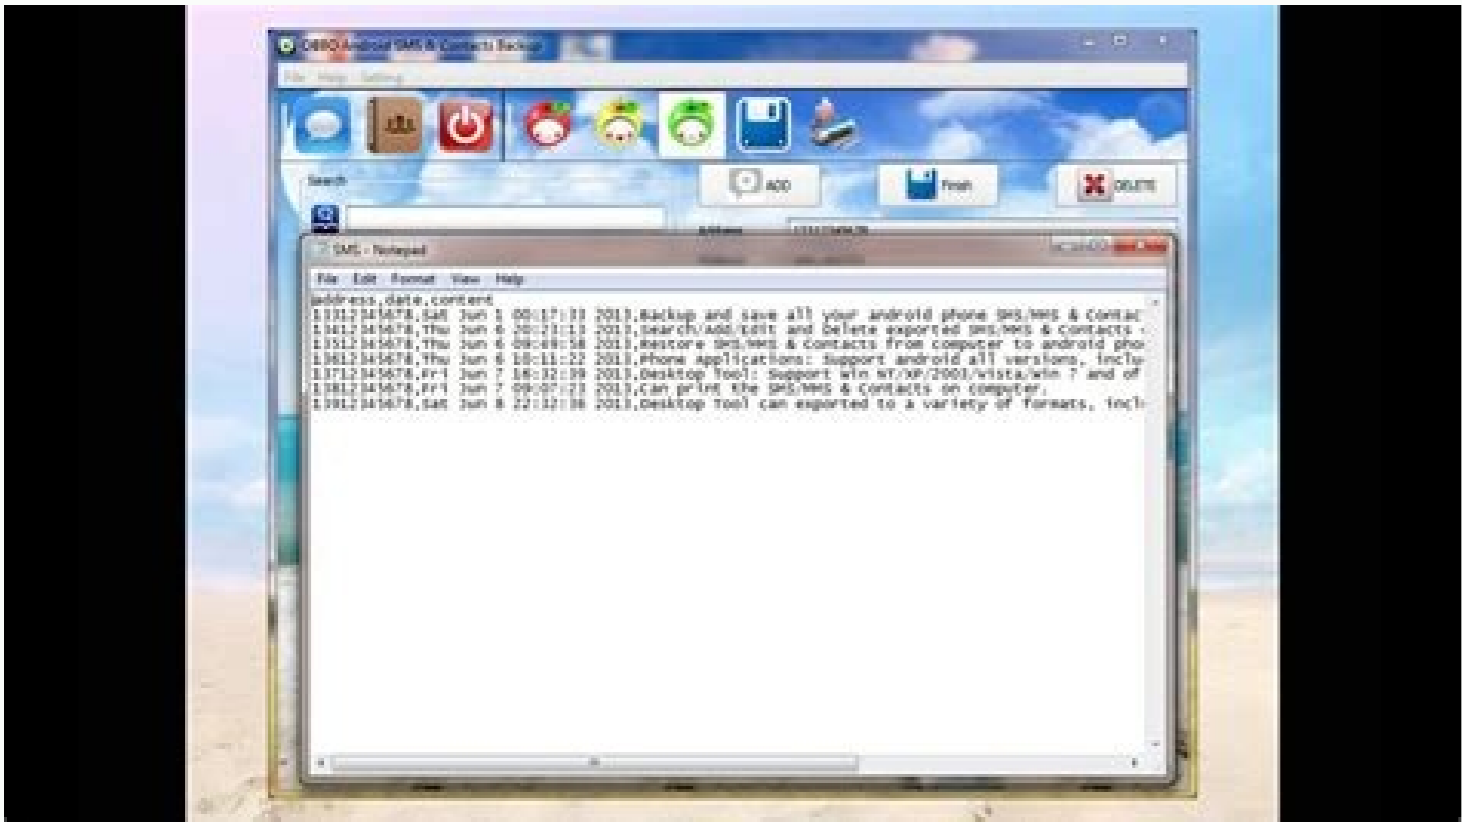 Android SMS & Contacts Backup
File Help Setting
Search
ADD
Finish
DELETE
Address
SMS - Notepad
File Edit Format View Help
address,date,content
13312345678,Sat Jun 1 00:17:33 2013,Backup and save all your android phone SMS/MMS & Contac
13412345678,Thu Jun 6 20:23:13 2013,Search/Add/Edit and Delete exported SMS/MMS & Contacts
13512345678,Thu Jun 6 09:49:58 2013,Restore SMS/MMS & Contacts from computer to android pho
13612345678,Thu Jun 6 10:11:22 2013,Phone Applications: Support android all versions, inclu
13712345678,Fri Jun 7 16:32:39 2013,Desktop Tool: Support Win NT/XP/2003/Vista/Win 7 and of
13812345678,Fri Jun 7 09:07:23 2013,Can print the SMS/MMS & Contacts on computer.
13912345678,Sat Jun 8 22:32:36 2013,Desktop Tool can exported to a variety of formats, incl